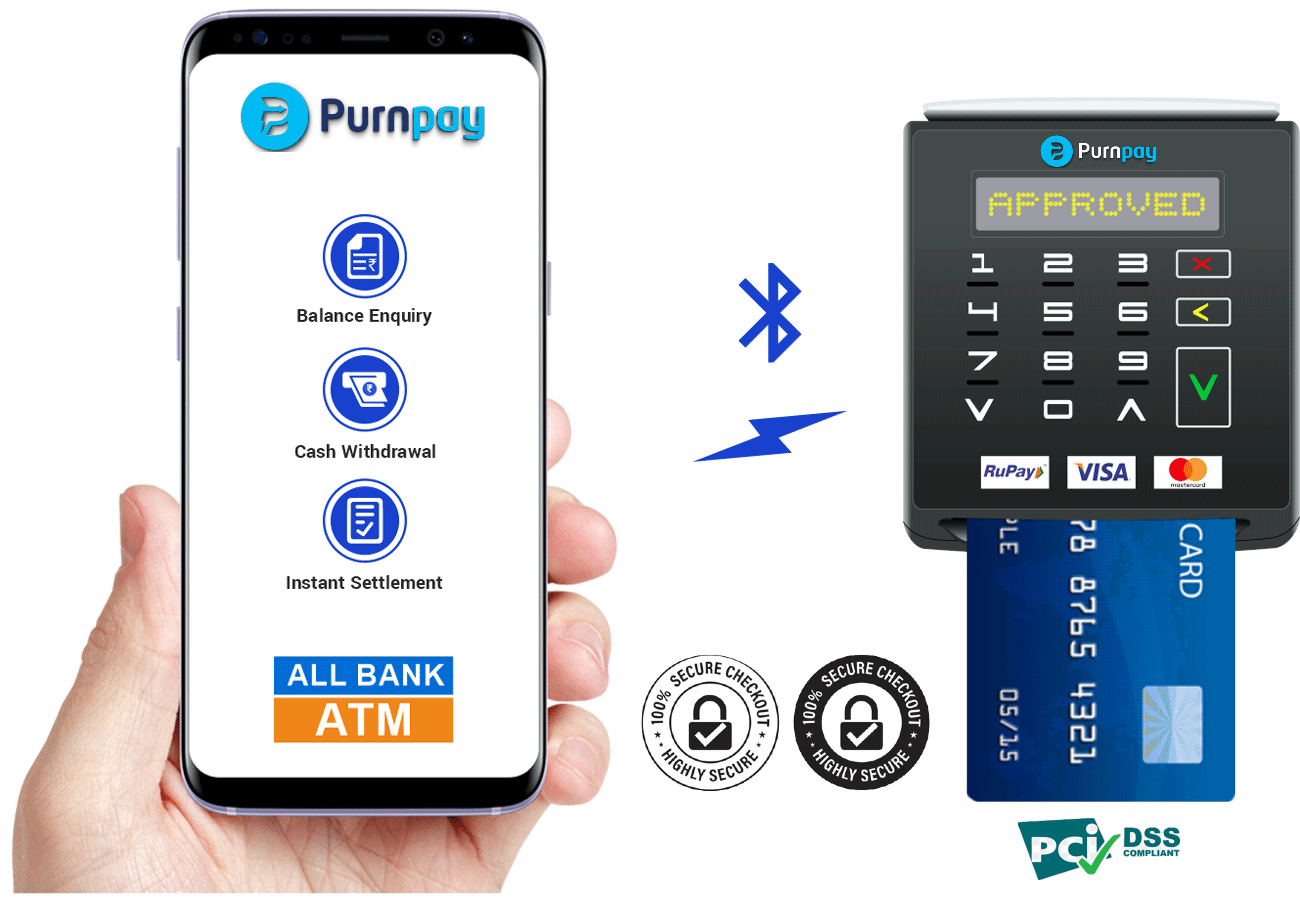 Purnpay
Balance Enquiry
Cash Withdrawal
Instant Settlement
ALL BANK
ATM
100% SECURE CHECKOUT
HIGHLY SECURE
100% SECURE CHECKOUT
HIGHLY SECURE
Purnpay
APPROVED
1 2 3 X
4 5 6 <
7 8 9
0
RuPay VISA mastercard
CARD
78 8765 4321
PLE 05/15
PCi DSS
COMPLIANT